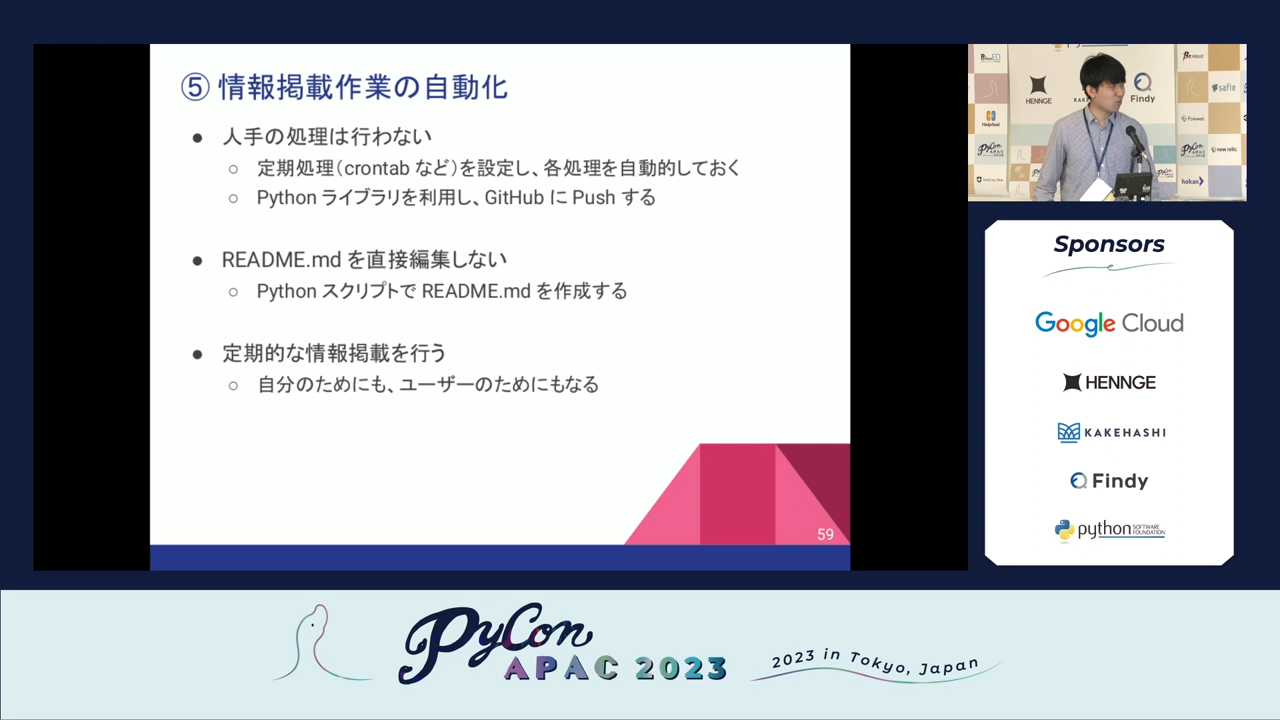 ⑤ 情報掲載作業の自動化
● 人手の処理は行わない
○ 定期処理（crontab など）を設定し、各処理を自動的しておく
○ Python ライブラリを利用し、GitHub に Push する
● README.md を直接編集しない
○ Python スクリプトで README.md を作成する
● 定期的な情報掲載を行う
○ 自分のためにも、ユーザーのためにもなる
59
HENNGE
Findy
safie
new relic
hokan
Sponsors
Google Cloud
HENNGE
KAKEHASHI
Findy
python SOFTWARE FOUNDATION
PyCon
APAC 2023
2023 in Tokyo, Japan